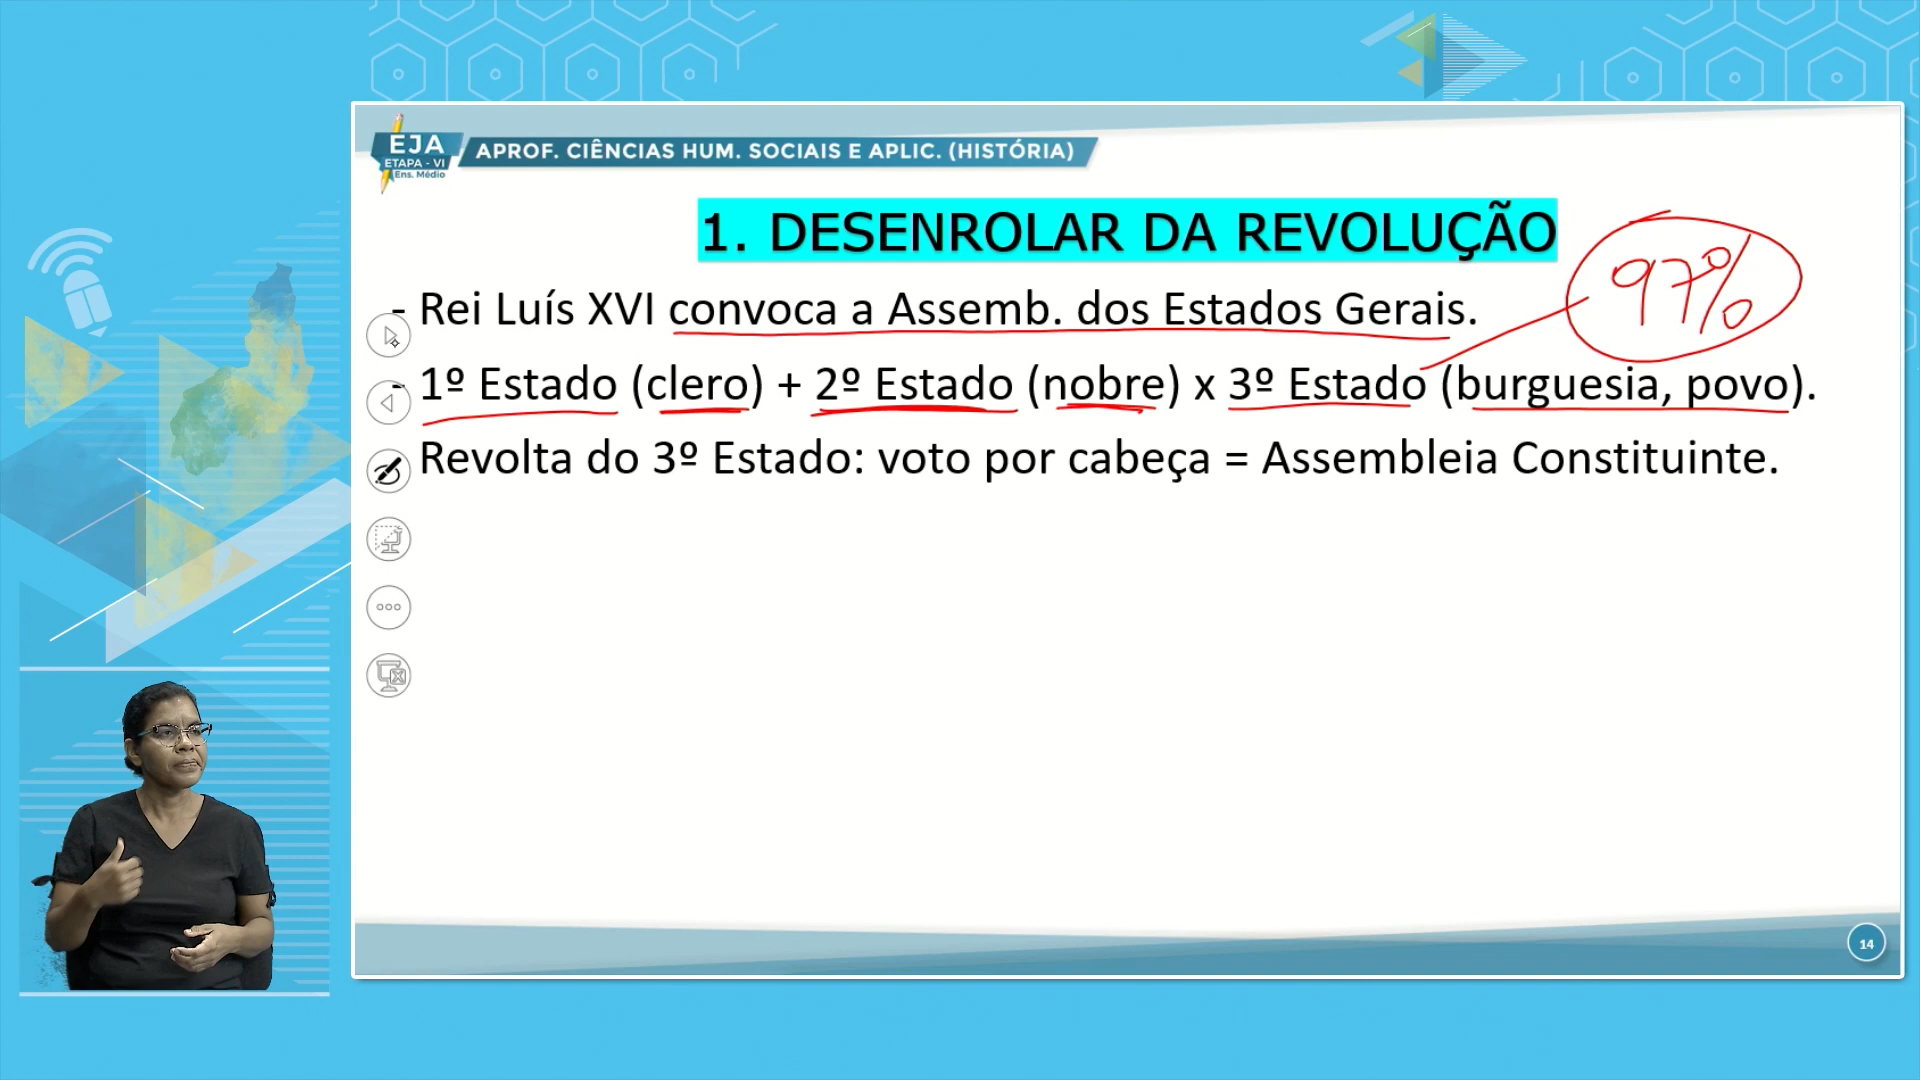 EJA
ETAPA - VI
Ens. Médio
APROF. CIÊNCIAS HUM. SOCIAIS E APLIC. (HISTÓRIA)
1. DESENROLAR DA REVOLUÇÃO
97%
- Rei Luís XVI convoca a Assemb. dos Estados Gerais.
- 1º Estado (clero) + 2º Estado (nobre) x 3º Estado (burguesia, povo).
Revolta do 3º Estado: voto por cabeça = Assembleia Constituinte.
14